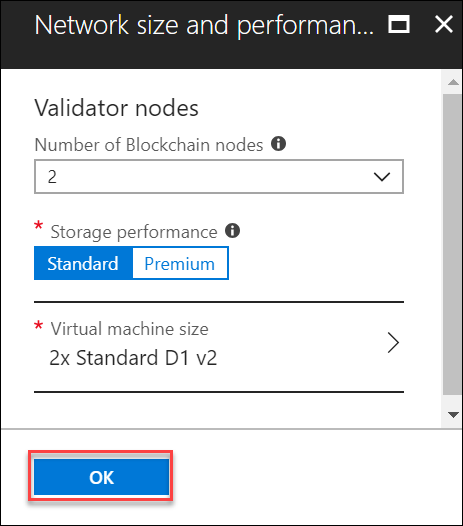 Network size and performan...
Validator nodes
Number of Blockchain nodes
2
* Storage performance
Standard Premium
* Virtual machine size
2x Standard D1 v2
OK